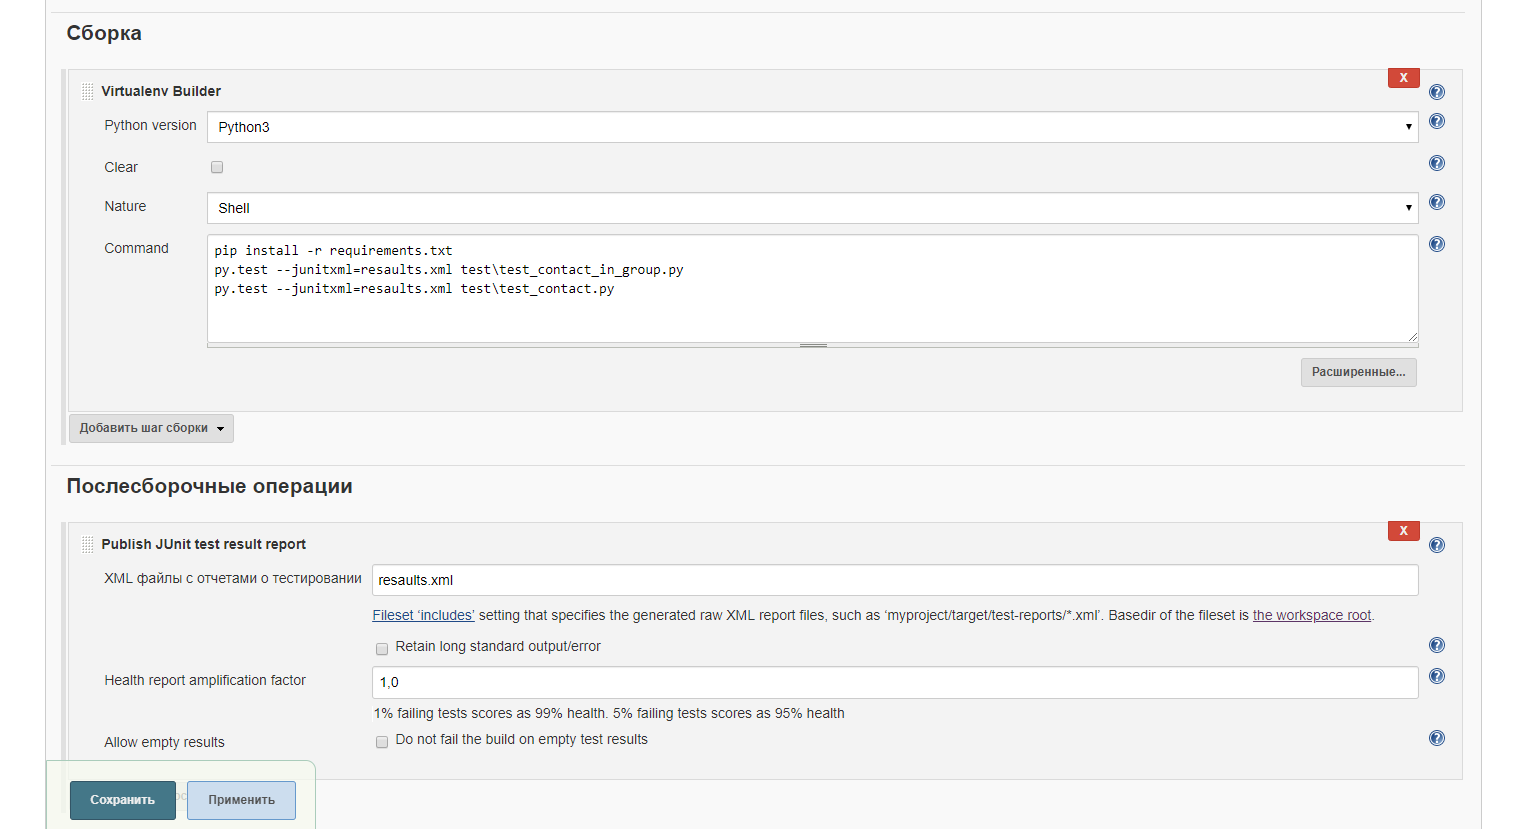 Сборка
X
Virtualenv Builder
Python version
Python3
Clear
Nature
Shell
Command
pip install -r requirements.txt
py.test --junitxml=resaults.xml test\test_contact_in_group.py
py.test --junitxml=resaults.xml test\test_contact.py
Расширенные...
Добавить шаг сборки
Послесборочные операции
X
Publish JUnit test result report
XML файлы с отчетами о тестировании
resaults.xml
Fileset ‘includes’ setting that specifies the generated raw XML report files, such as ‘myproject/target/test-reports/*.xml’. Basedir of the fileset is the workspace root.
Retain long standard output/error
Health report amplification factor
1,0
1% failing tests scores as 99% health. 5% failing tests scores as 95% health
Allow empty results
Do not fail the build on empty test results
Сохранить
Применить